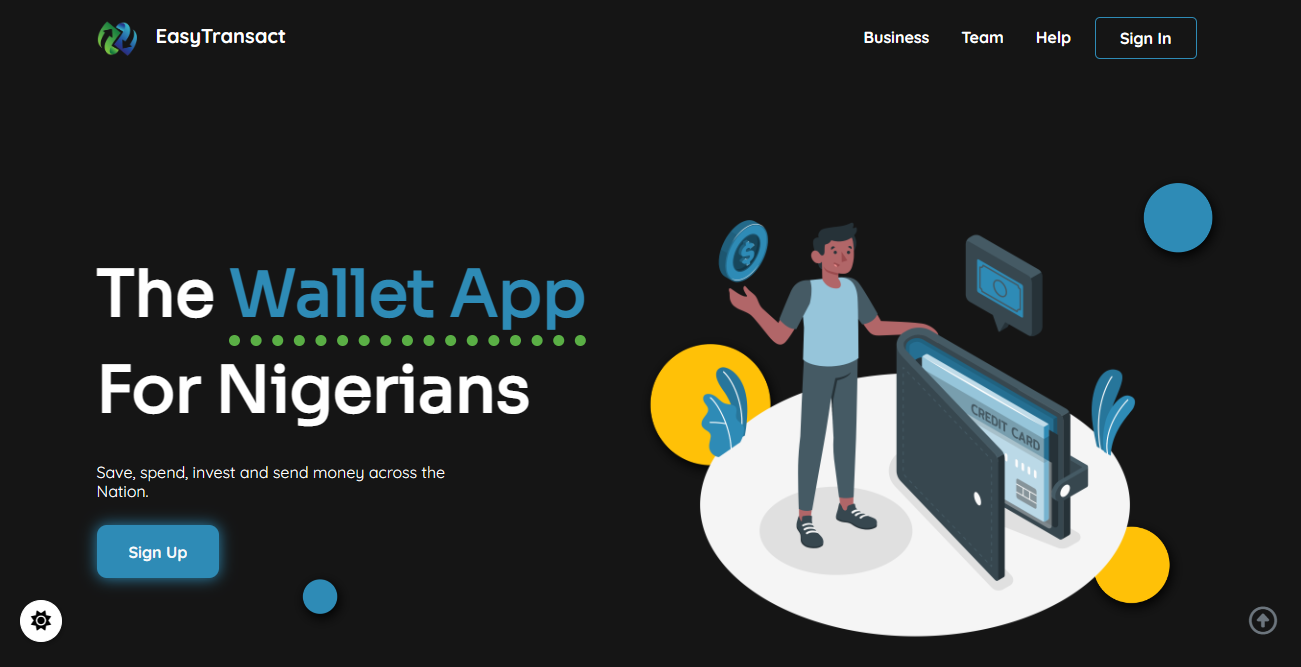 EasyTransact
Business
Team
Help
Sign In
The Wallet App
For Nigerians
Save, spend, invest and send money across the
Nation.
Sign Up
$
CREDIT CARD